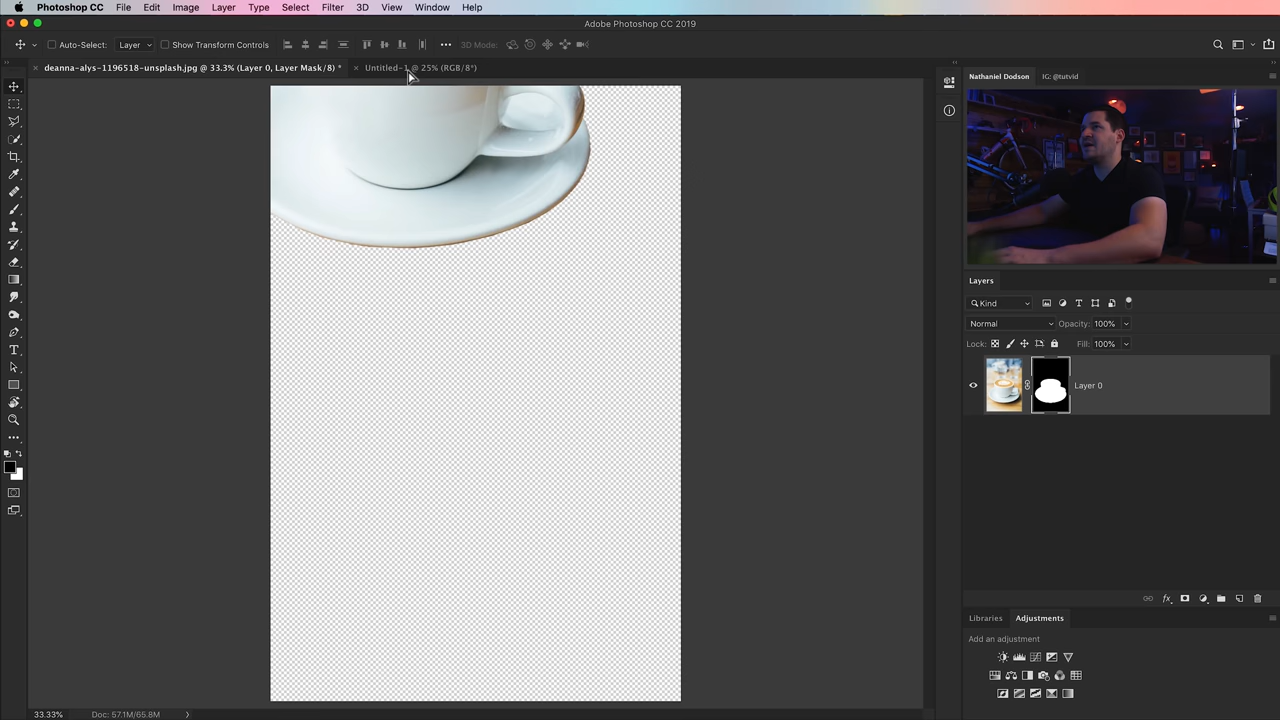 Photoshop CC File Edit Image Layer Type Select Filter 3D View Window Help
Adobe Photoshop CC 2019
Auto-Select: Layer Show Transform Controls 3D Mode:
deanna-alys-1196518-unsplash.jpg @ 33.3% (Layer 0, Layer Mask/8) * Untitled-1 @ 25% (RGB/8*)
Nathaniel Dodson IG: @tutvid
Layers
Kind
Normal Opacity: 100%
Lock: Fill: 100%
Layer 0
Libraries Adjustments
Add an adjustment
33.33% Doc: 57.1M/65.8M